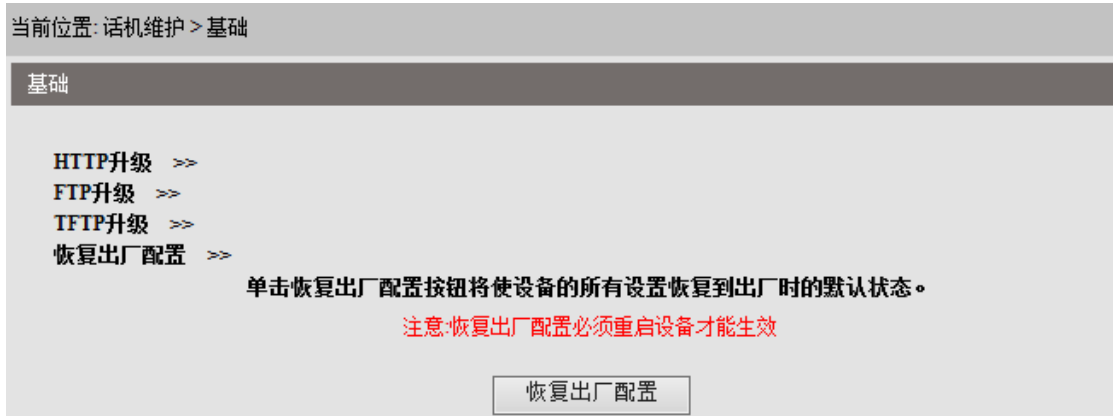 当前位置: 话机维护 > 基础
基础
HTTP升级 >>
FTP升级 >>
TFTP升级 >>
恢复出厂配置 >>
单击恢复出厂配置按钮将使设备的所有设置恢复到出厂时的默认状态。
注意:恢复出厂配置必须重启设备才能生效
恢复出厂配置